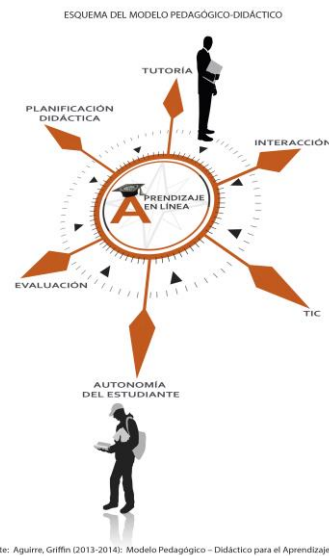 ESQUEMA DEL MODELO PEDAGÓGICO-DIDÁCTICO
TUTORÍA
PLANIFICACIÓN
DIDÁCTICA
INTERACCIÓN
APRENDIZAJE
EN LÍNEA
EVALUACIÓN
TIC
AUTONOMÍA
DEL ESTUDIANTE
te: Aguirre, Griffin (2013-2014): Modelo Pedagógico – Didáctico para el Aprendizaje